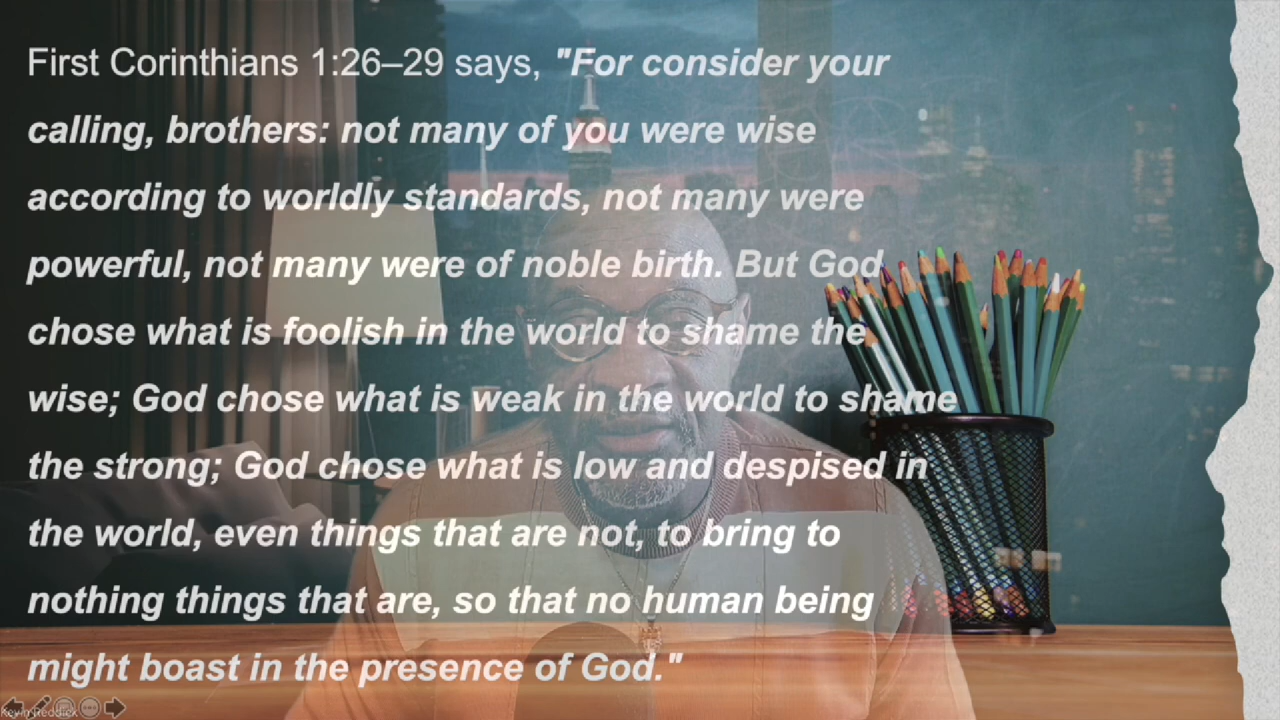 First Corinthians 1:26–29 says, "For consider your
calling, brothers: not many of you were wise
according to worldly standards, not many were
powerful, not many were of noble birth. But God
chose what is foolish in the world to shame the
wise; God chose what is weak in the world to shame
the strong; God chose what is low and despised in
the world, even things that are not, to bring to
nothing things that are, so that no human being
might boast in the presence of God."
Kevin Reddick